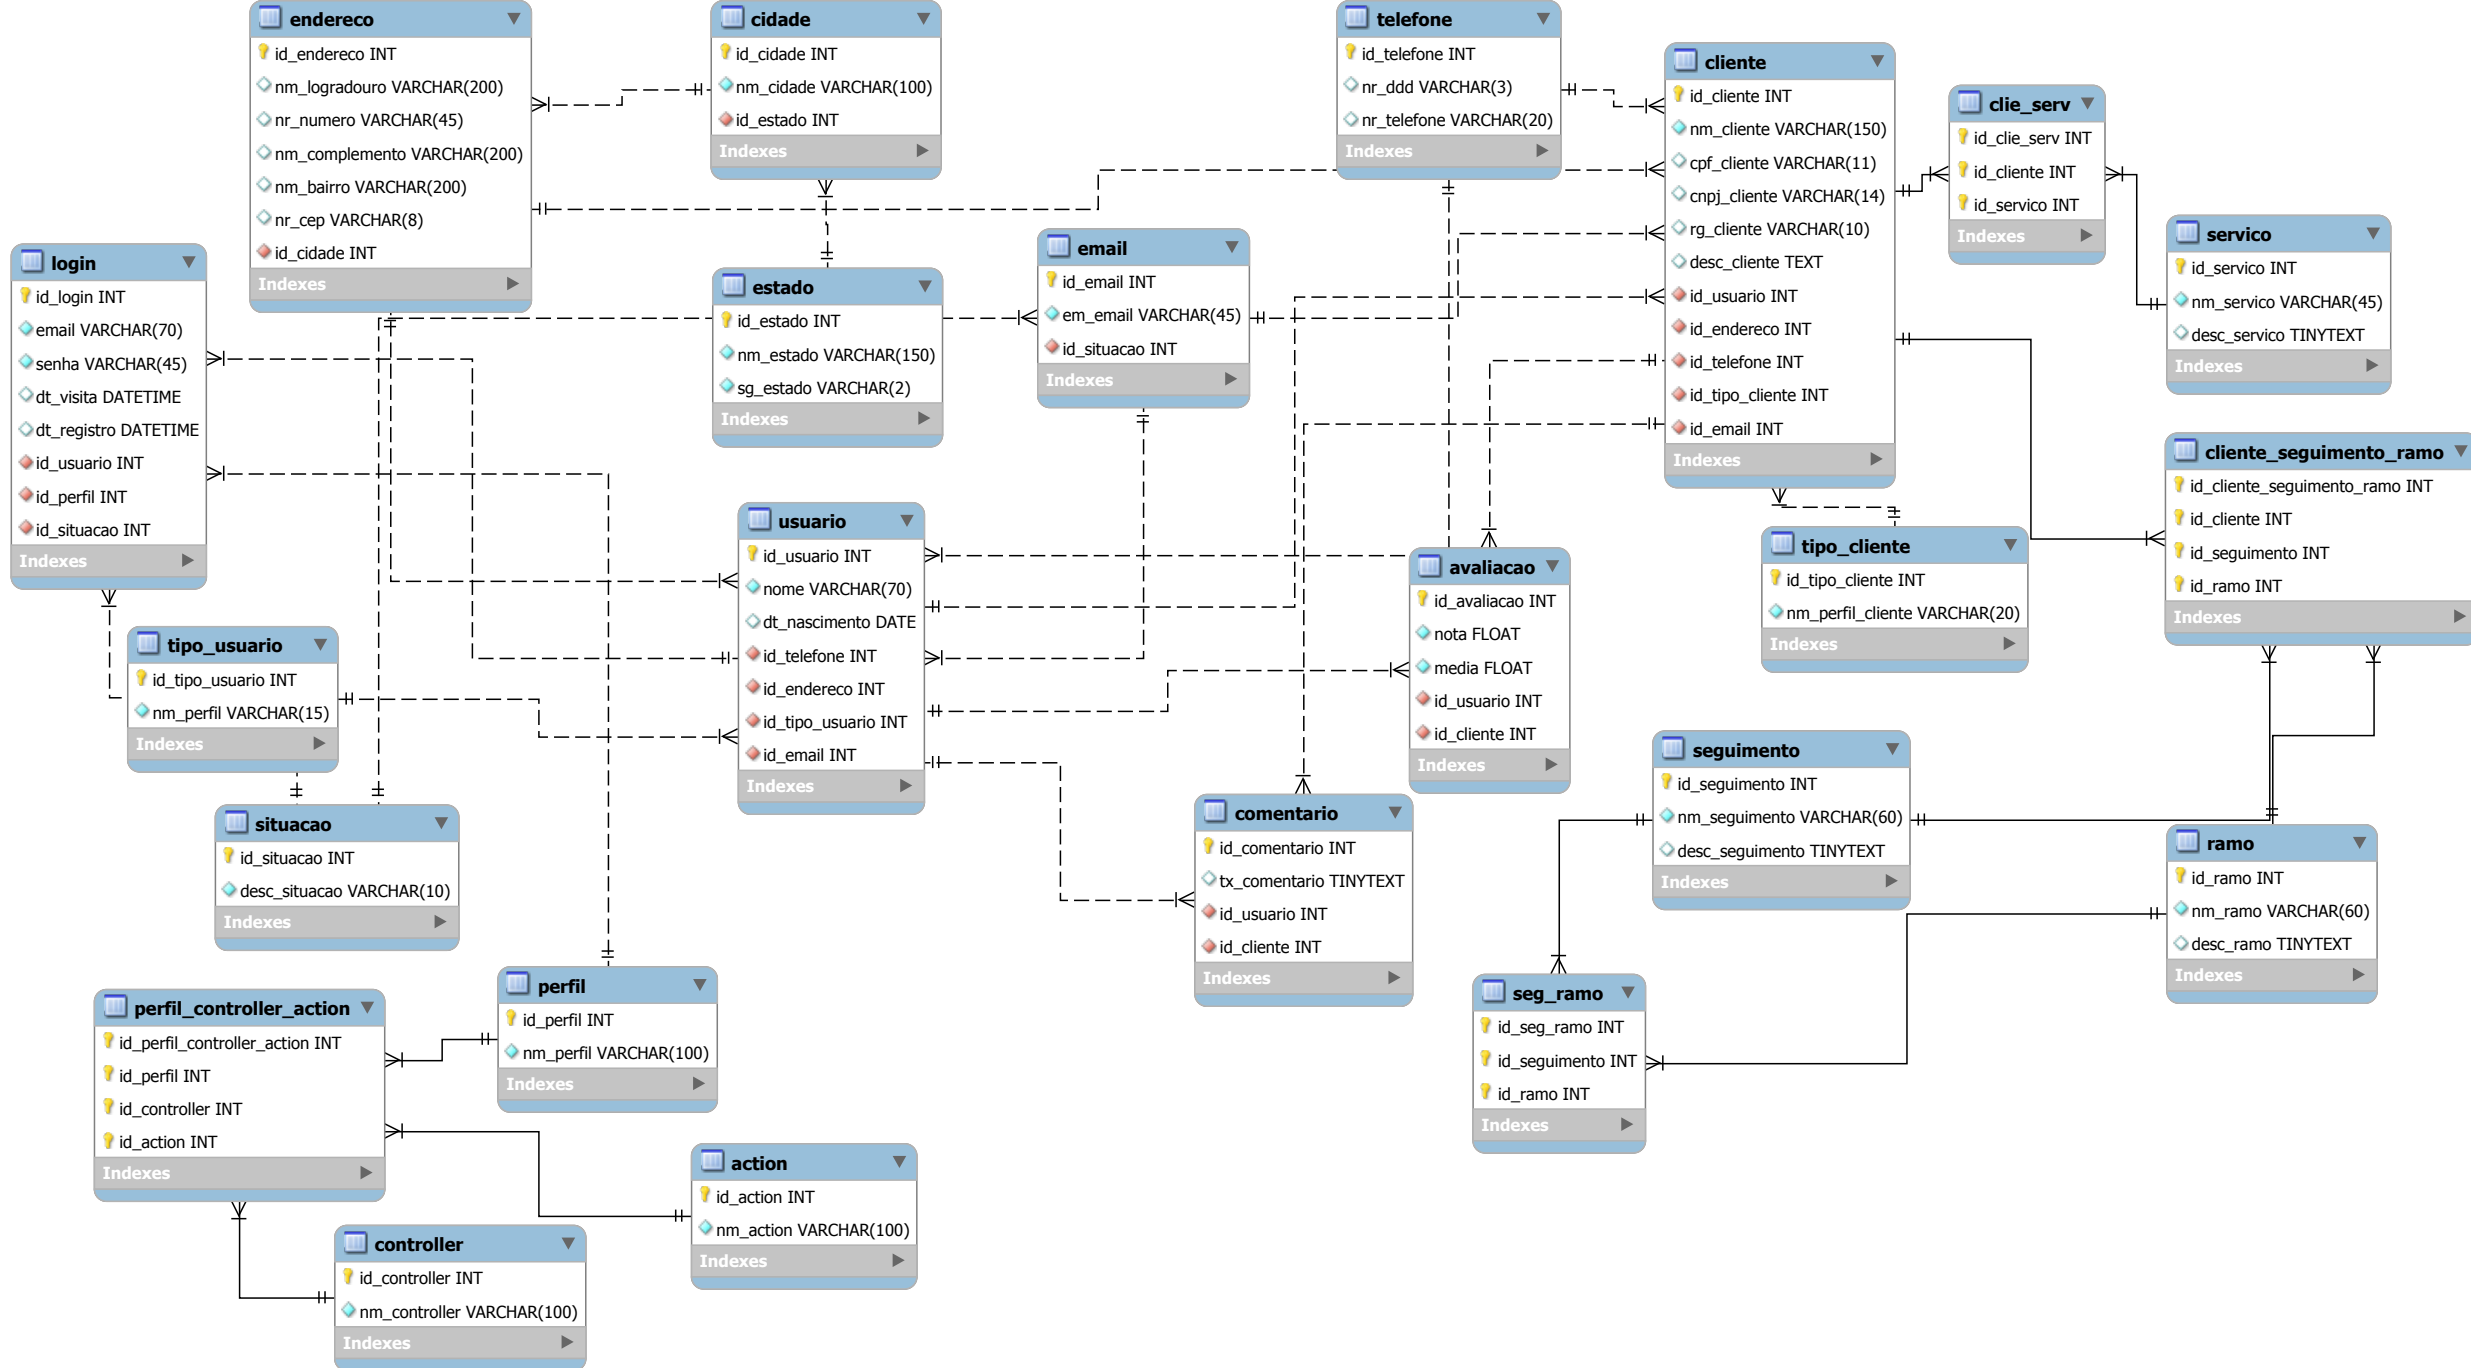 endereco
id_endereco INT
nm_logradouro VARCHAR(200)
nr_numero VARCHAR(45)
nm_complemento VARCHAR(200)
nm_bairro VARCHAR(200)
nr_cep VARCHAR(8)
id_cidade INT
Indexes
cidade
id_cidade INT
nm_cidade VARCHAR(100)
id_estado INT
Indexes
telefone
id_telefone INT
nr_ddd VARCHAR(3)
nr_telefone VARCHAR(20)
Indexes
cliente
id_cliente INT
nm_cliente VARCHAR(150)
cpf_cliente VARCHAR(11)
cnpj_cliente VARCHAR(14)
rg_cliente VARCHAR(10)
desc_cliente TEXT
id_usuario INT
id_endereco INT
id_telefone INT
id_tipo_cliente INT
id_email INT
Indexes
clie_serv
id_clie_serv INT
id_cliente INT
id_servico INT
Indexes
servico
id_servico INT
nm_servico VARCHAR(45)
desc_servico TINYTEXT
Indexes
login
id_login INT
email VARCHAR(70)
senha VARCHAR(45)
dt_visita DATETIME
dt_registro DATETIME
id_usuario INT
id_perfil INT
id_situacao INT
Indexes
estado
id_estado INT
nm_estado VARCHAR(150)
sg_estado VARCHAR(2)
Indexes
email
id_email INT
em_email VARCHAR(45)
id_situacao INT
Indexes
cliente_seguimento_ramo
id_cliente_seguimento_ramo INT
id_cliente INT
id_seguimento INT
id_ramo INT
Indexes
usuario
id_usuario INT
nome VARCHAR(70)
dt_nascimento DATE
id_telefone INT
id_endereco INT
id_tipo_usuario INT
id_email INT
Indexes
avaliacao
id_avaliacao INT
nota FLOAT
media FLOAT
id_usuario INT
id_cliente INT
Indexes
tipo_cliente
id_tipo_cliente INT
nm_perfil_cliente VARCHAR(20)
Indexes
tipo_usuario
id_tipo_usuario INT
nm_perfil VARCHAR(15)
Indexes
situacao
id_situacao INT
desc_situacao VARCHAR(10)
Indexes
comentario
id_comentario INT
tx_comentario TINYTEXT
id_usuario INT
id_cliente INT
Indexes
seguimento
id_seguimento INT
nm_seguimento VARCHAR(60)
desc_seguimento TINYTEXT
Indexes
ramo
id_ramo INT
nm_ramo VARCHAR(60)
desc_ramo TINYTEXT
Indexes
perfil_controller_action
id_perfil_controller_action INT
id_perfil INT
id_controller INT
id_action INT
Indexes
perfil
id_perfil INT
nm_perfil VARCHAR(100)
Indexes
seg_ramo
id_seg_ramo INT
id_seguimento INT
id_ramo INT
Indexes
action
id_action INT
nm_action VARCHAR(100)
Indexes
controller
id_controller INT
nm_controller VARCHAR(100)
Indexes